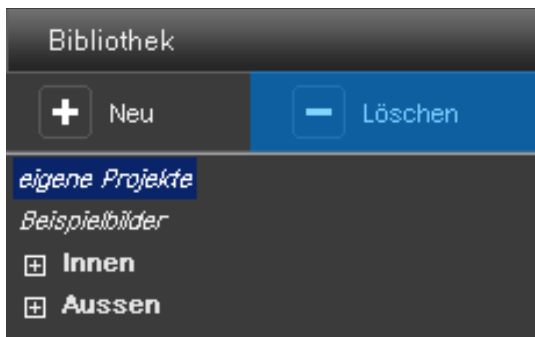 Bibliothek
Neu Löschen
eigene Projekte
Beispielbilder
Innen
Aussen